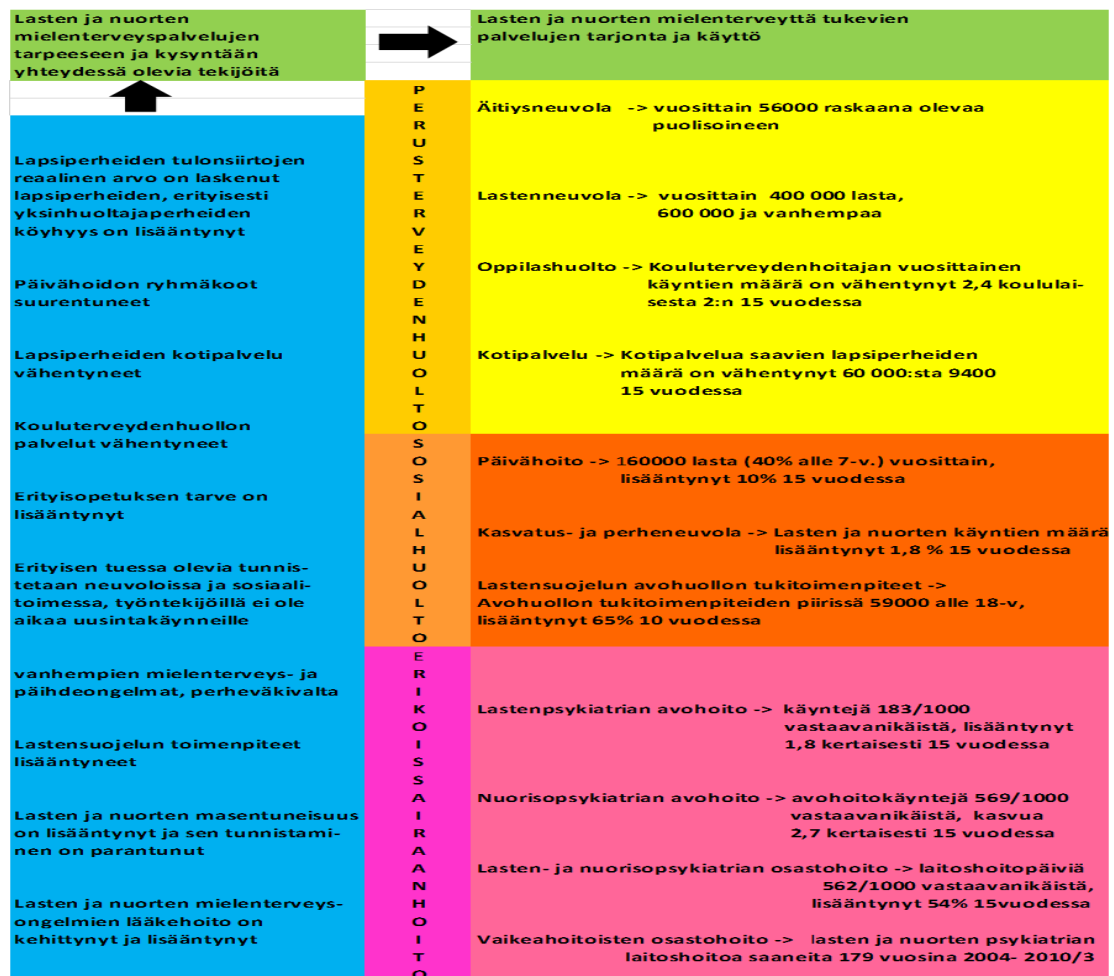 Lasten ja nuorten
mielenterveyspalvelujen
tarpeeseen ja kysyntään
yhteydessä olevia tekijöitä
Lasten ja nuorten mielenterveyttä tukevien
palvelujen tarjonta ja käyttö
Lapsiperheiden tulonsiirtojen
reaalinen arvo on laskenut
lapsiperheiden, erityisesti
yksinhuoltajaperheiden
köyhyys on lisääntynyt
Päivähoidon ryhmäkoot
suurentuneet
Lapsiperheiden kotipalvelu
vähentyneet
Kouluterveydenhuollon
palvelut vähentyneet
Erityisopetuksen tarve on
lisääntynyt
Erityisen tuessa olevia tunnis-
tetaan neuvoloissa ja sosiaali-
toimessa, työntekijöillä ei ole
aikaa uusintakäynneille
vanhempien mielenterveys- ja
päihdeongelmat, perheväkivalta
Lastensuojelun toimenpiteet
lisääntyneet
Lasten ja nuorten masentuneisuus
on lisääntynyt ja sen tunnistami-
nen on parantunut
Lasten ja nuorten mielenterveys-
ongelmien lääkehoito on
kehittynyt ja lisääntynyt
PERUSTERVEYDENHUOLTO
Äitiysneuvola -> vuosittain 56000 raskaana olevaa
puolisoineen
Lastenneuvola -> vuosittain 400 000 lasta,
600 000 ja vanhempaa
Oppilashuolto -> Kouluterveydenhoitajan vuosittainen
käyntien määrä on vähentynyt 2,4 koululai-
sesta 2:n 15 vuodessa
Kotipalvelu -> Kotipalvelua saavien lapsiperheiden
määrä on vähentynyt 60 000:sta 9400
15 vuodessa
SOSIALHUOLTO
Päivähoito -> 160000 lasta (40% alle 7-v.) vuosittain,
lisääntynyt 10% 15 vuodessa
Kasvatus- ja perheneuvola -> Lasten ja nuorten käyntien määrä
lisääntynyt 1,8 % 15 vuodessa
Lastensuojelun avohuollon tukitoimenpiteet ->
Avohuollon tukitoimenpiteiden piirissä 59000 alle 18-v,
lisääntynyt 65% 10 vuodessa
ERIKOISSAIRAANHOITO
Lastenpsykiatrian avohoito -> käyntejä 183/1000
vastaavanikäistä, lisääntynyt
1,8 kertaisesti 15 vuodessa
Nuorisopsykiatrian avohoito -> avohoitokäyntejä 569/1000
vastaavanikäistä, kasvua
2,7 kertaisesti 15 vuodessa
Lasten- ja nuorisopsykiatrian osastohoito -> laitoshoitopäiviä
562/1000 vastaavanikäistä,
lisääntynyt 54% 15vuodessa
Vaikeahoitoisten osastohoito -> lasten ja nuorten psykiatrian
laitoshoitoa saaneita 179 vuosina 2004- 2010/3